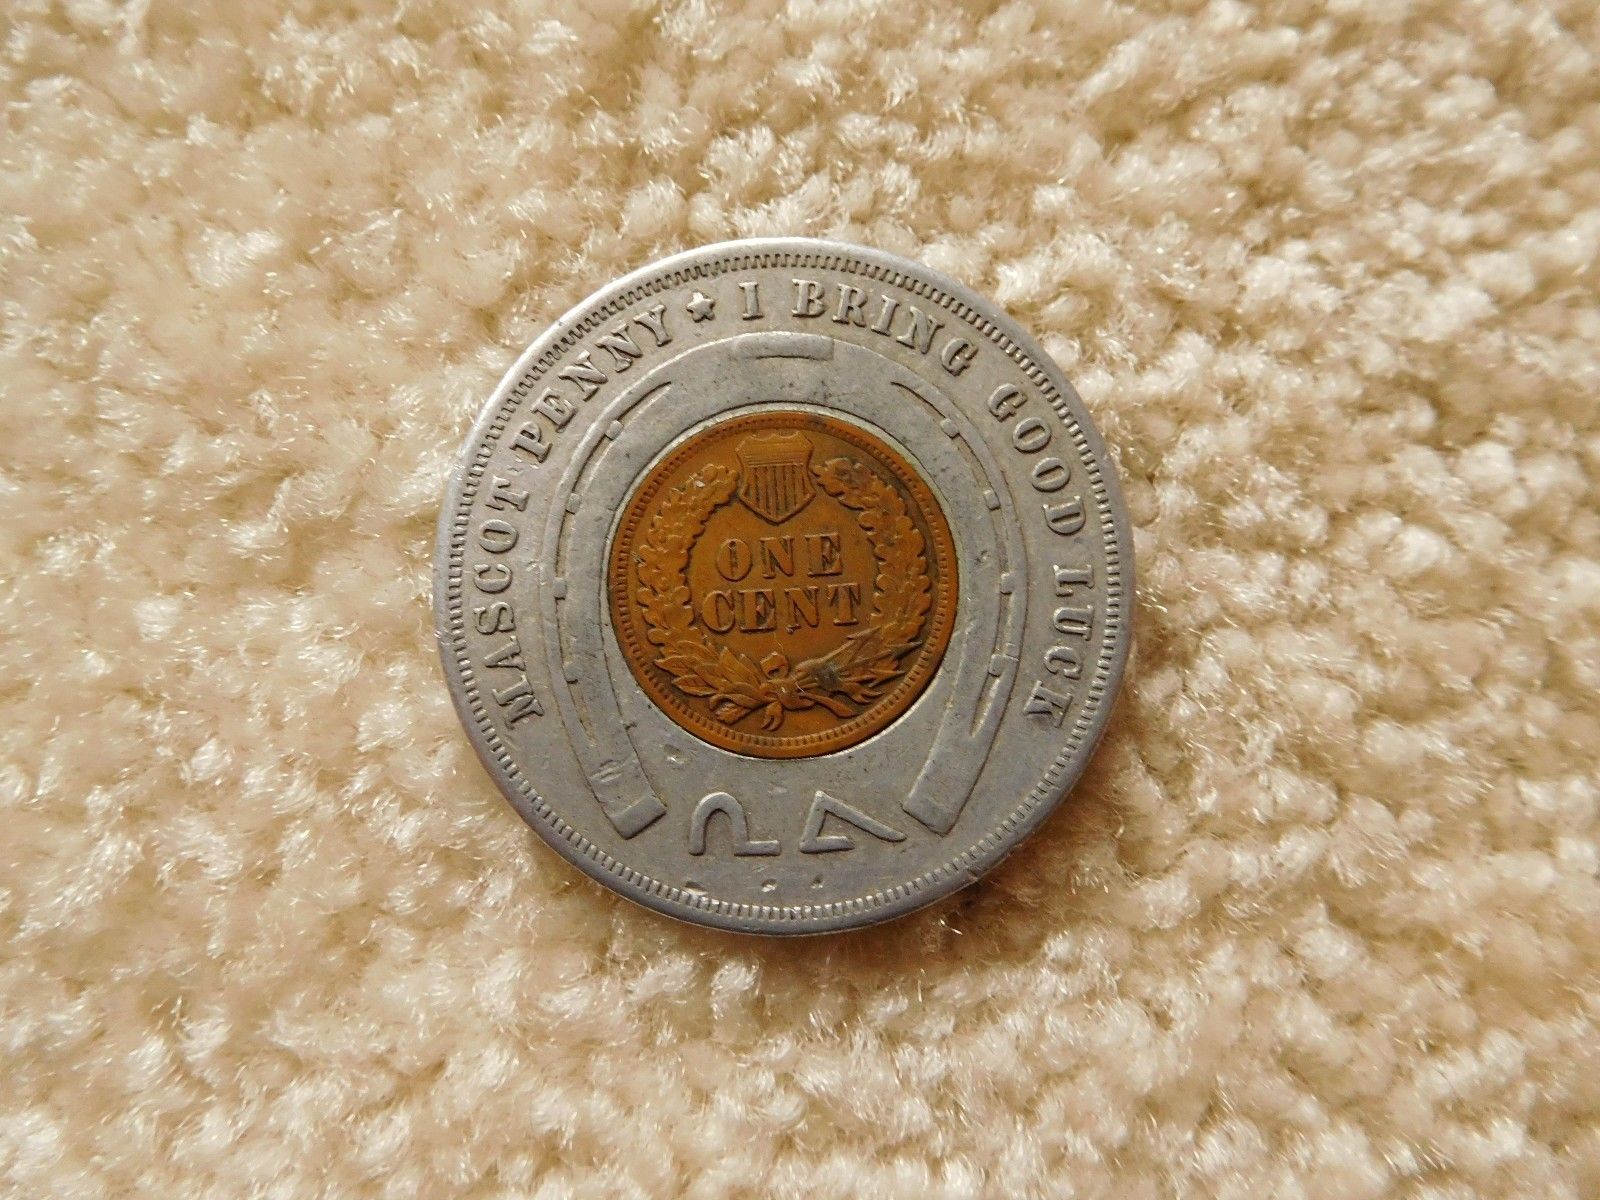 MASCOT PENNY ★ I BRING GOOD LUCK
ONE
CENT